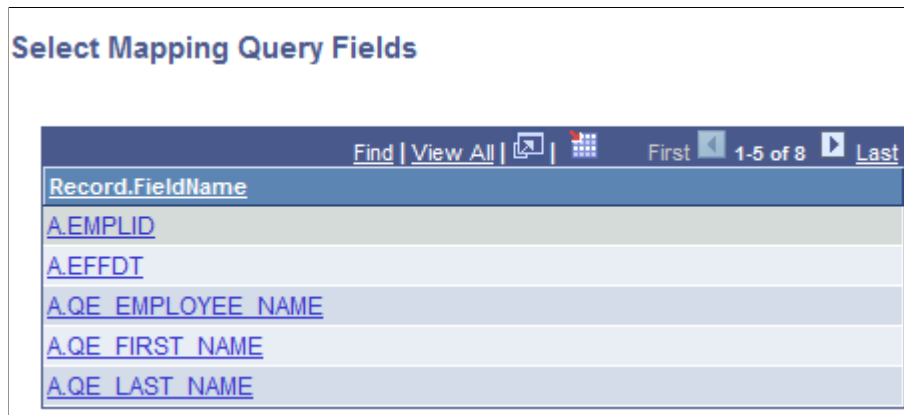 Select Mapping Query Fields
Find | View All | | First 1-5 of 8 Last
Record.FieldName
A.EMPLID
A.EFFDT
A.QE_EMPLOYEE_NAME
A.QE_FIRST_NAME
A.QE_LAST_NAME